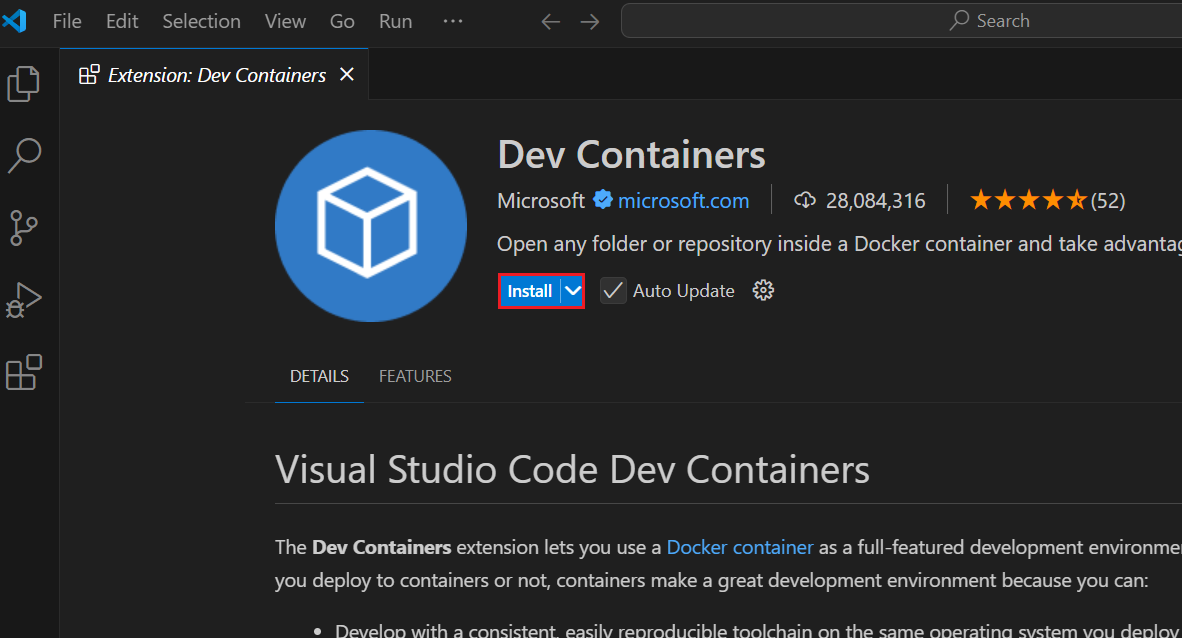 File Edit Selection View Go Run ··· Search
Extension: Dev Containers
Dev Containers
Microsoft microsoft.com 28,084,316 (52)
Open any folder or repository inside a Docker container and take
Install Auto Update
DETAILS FEATURES
Visual Studio Code Dev Containers
The Dev Containers extension lets you use a Docker container as a full-featured development
you deploy to containers or not, containers make a great development environment because you can:
• Develop with a consistent, easily reproducible toolchain on the same operating system you deploy